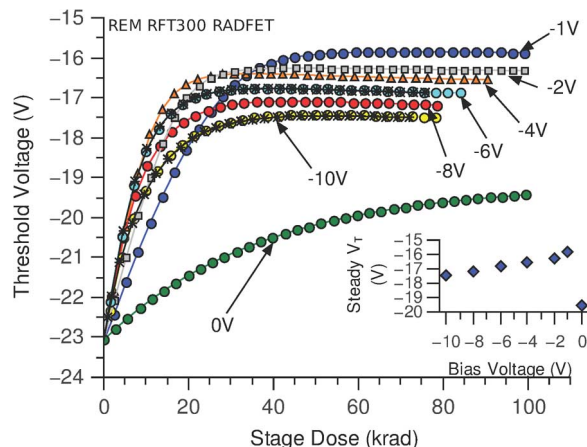 REM RFT300 RADFET
−15
−16
−17
−18
−19
−20
−21
−22
−23
−24
Threshold Voltage (V)
0
20
40
60
80
100
Stage Dose (krad)
-1V
-2V
-4V
-6V
-8V
-10V
0V
Steady VT
(V)
−15
−16
−17
−18
−19
−20
−10
−8
−6
−4
−2
0
Bias Voltage (V)